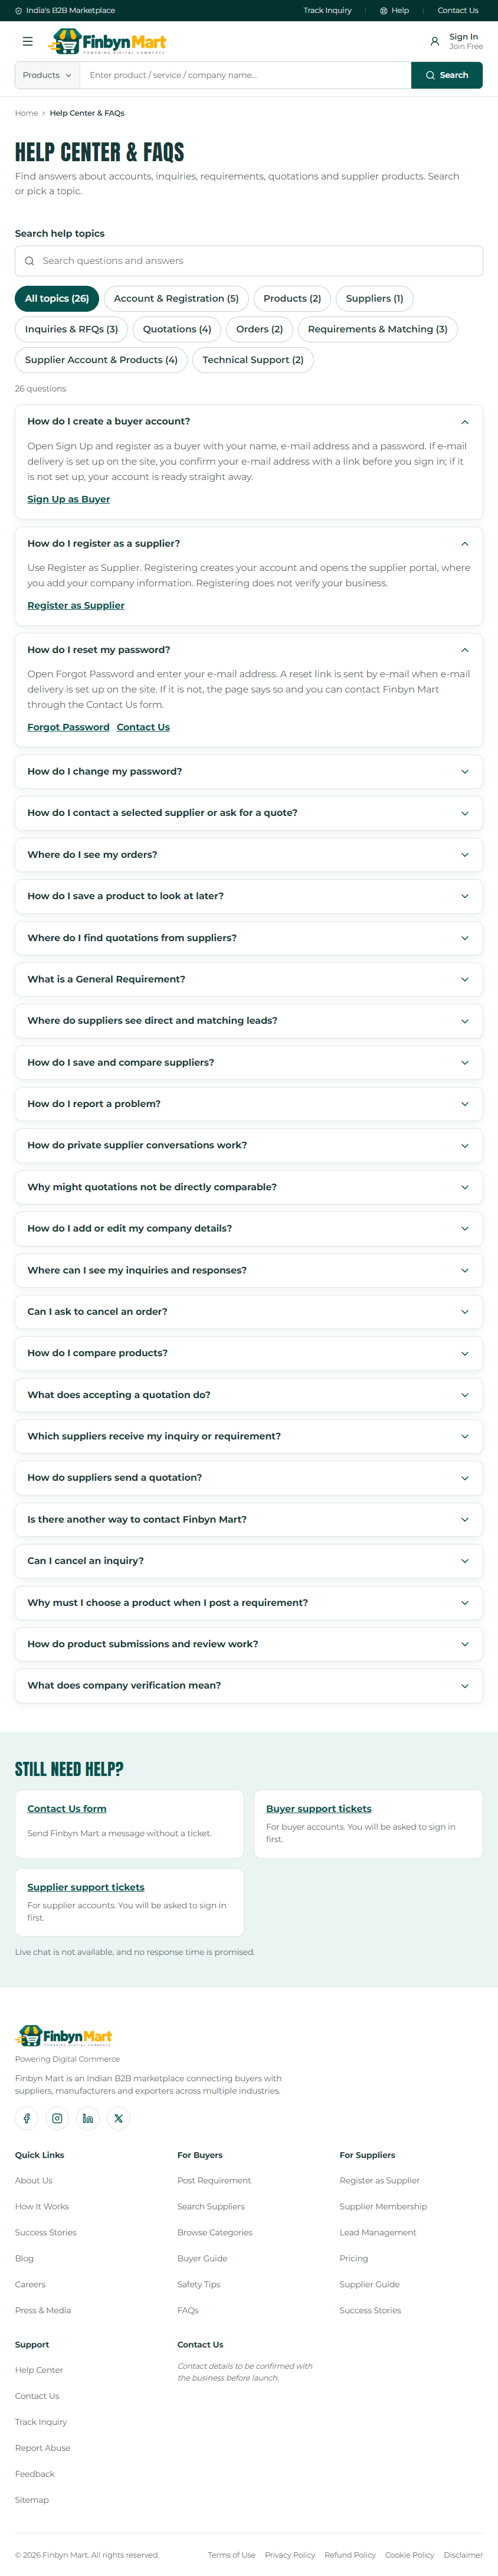 India's B2B Marketplace
Track Inquiry
Help
Contact Us
FinbynMart
POWERING DIGITAL COMMERCE
Sign In
Join Free
Products
Enter product / service / company name...
Search
Home > Help Center & FAQs
HELP CENTER & FAQS
Find answers about accounts, inquiries, requirements, quotations and supplier products. Search
or pick a topic.
Search help topics
Search questions and answers
All topics (26)
Account & Registration (5)
Products (2)
Suppliers (1)
Inquiries & RFQs (3)
Quotations (4)
Orders (2)
Requirements & Matching (3)
Supplier Account & Products (4)
Technical Support (2)
26 questions
How do I create a buyer account?
Open Sign Up and register as a buyer with your name, e-mail address and a password. If e-mail
delivery is set up on the site, you confirm your e-mail address with a link before you sign in; if it
is not set up, your account is ready straight away.
Sign Up as Buyer
How do I register as a supplier?
Use Register as Supplier. Registering creates your account and opens the supplier portal, where
you add your company information. Registering does not verify your business.
Register as Supplier
How do I reset my password?
Open Forgot Password and enter your e-mail address. A reset link is sent by e-mail when e-mail
delivery is set up on the site. If it is not, the page says so and you can contact Finbyn Mart
through the Contact Us form.
Forgot Password Contact Us
How do I change my password?
How do I contact a selected supplier or ask for a quote?
Where do I see my orders?
How do I save a product to look at later?
Where do I find quotations from suppliers?
What is a General Requirement?
Where do suppliers see direct and matching leads?
How do I save and compare suppliers?
How do I report a problem?
How do private supplier conversations work?
Why might quotations not be directly comparable?
How do I add or edit my company details?
Where can I see my inquiries and responses?
Can I ask to cancel an order?
How do I compare products?
What does accepting a quotation do?
Which suppliers receive my inquiry or requirement?
How do suppliers send a quotation?
Is there another way to contact Finbyn Mart?
Can I cancel an inquiry?
Why must I choose a product when I post a requirement?
How do product submissions and review work?
What does company verification mean?
STILL NEED HELP?
Contact Us form
Send Finbyn Mart a message without a ticket.
Buyer support tickets
For buyer accounts. You will be asked to sign in
first.
Supplier support tickets
For supplier accounts. You will be asked to sign in
first.
Live chat is not available, and no response time is promised.
FinbynMart
POWERING DIGITAL COMMERCE
Powering Digital Commerce
Finbyn Mart is an Indian B2B marketplace connecting buyers with
suppliers, manufacturers and exporters across multiple industries.
Quick Links
About Us
How It Works
Success Stories
Blog
Careers
Press & Media
For Buyers
Post Requirement
Search Suppliers
Browse Categories
Buyer Guide
Safety Tips
FAQs
For Suppliers
Register as Supplier
Supplier Membership
Lead Management
Pricing
Supplier Guide
Success Stories
Support
Help Center
Contact Us
Track Inquiry
Report Abuse
Feedback
Sitemap
Contact Us
Contact details to be confirmed with
the business before launch.
© 2026 Finbyn Mart. All rights reserved.
Terms of Use
Privacy Policy
Refund Policy
Cookie Policy
Disclaimer